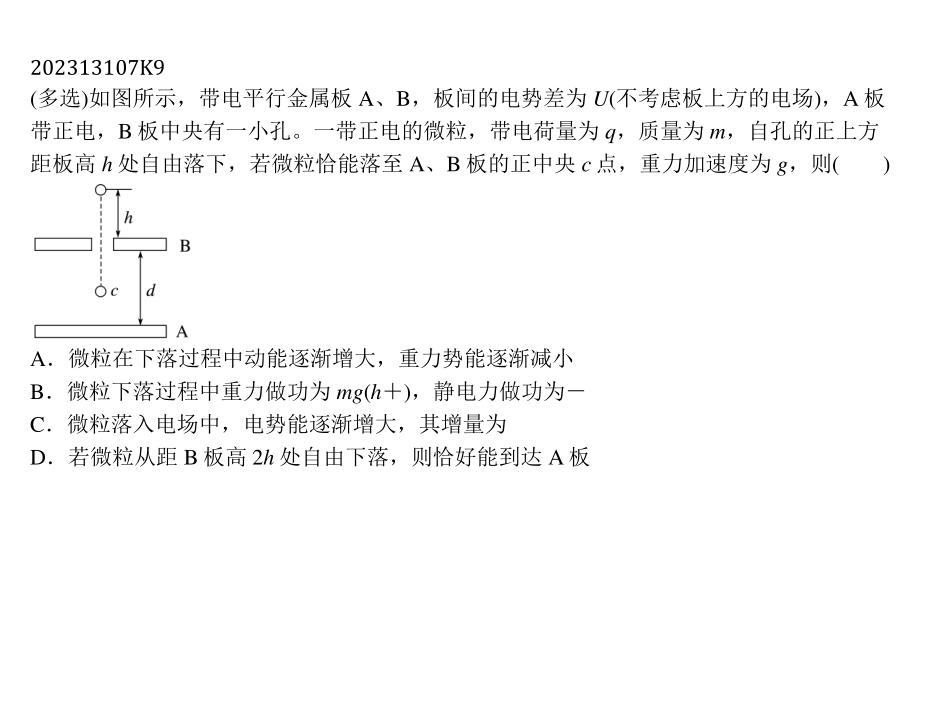 202313107K9
(多选)如图所示，带电平行金属板 A、B，板间的电势差为 U(不考虑板上方的电场)，A 板
带正电，B 板中央有一小孔。一带正电的微粒，带电荷量为 q，质量为 m，自孔的正上方
距板高 h 处自由落下，若微粒恰能落至 A、B 板的正中央 c 点，重力加速度为 g，则(　　)
h
B
c
d
A
A．微粒在下落过程中动能逐渐增大，重力势能逐渐减小
B．微粒下落过程中重力做功为 mg(h＋)，静电力做功为－
C．微粒落入电场中，电势能逐渐增大，其增量为
D．若微粒从距 B 板高 2h 处自由下落，则恰好能到达 A 板